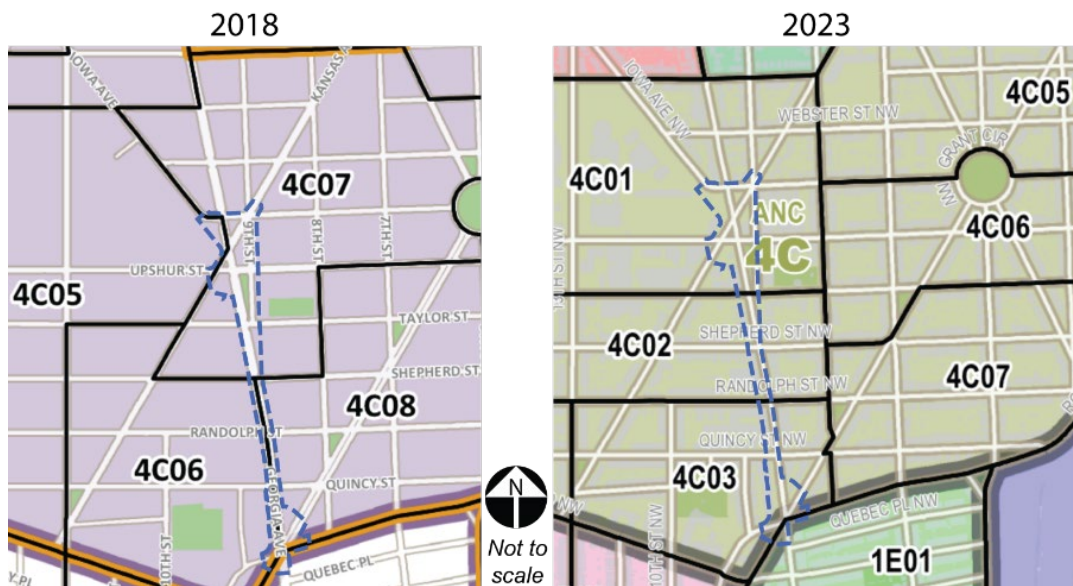 2018
IOWA AVE
KANSAS A
4C07
9TH ST
8TH ST
7TH ST
UPSHUR ST
4C05
TAYLOR ST
SHEPHERD ST
4C08
RANDOLPH ST
4C06
QUINCY ST
GEORGIA AVE
10TH ST
QUEBEC PL
PL
N
Not to
scale
2023
IOWA AVE NW
WEBSTER ST NW
4C05
GRANT CIR
NW
4C01
ANC
4C
4C06
13TH ST NW
SHEPHERD ST NW
4C02
RANDOLPH ST NW
4C07
QUINCY ST NW
4C03
NW
10TH ST NW
QUEBEC PL NW
1E01